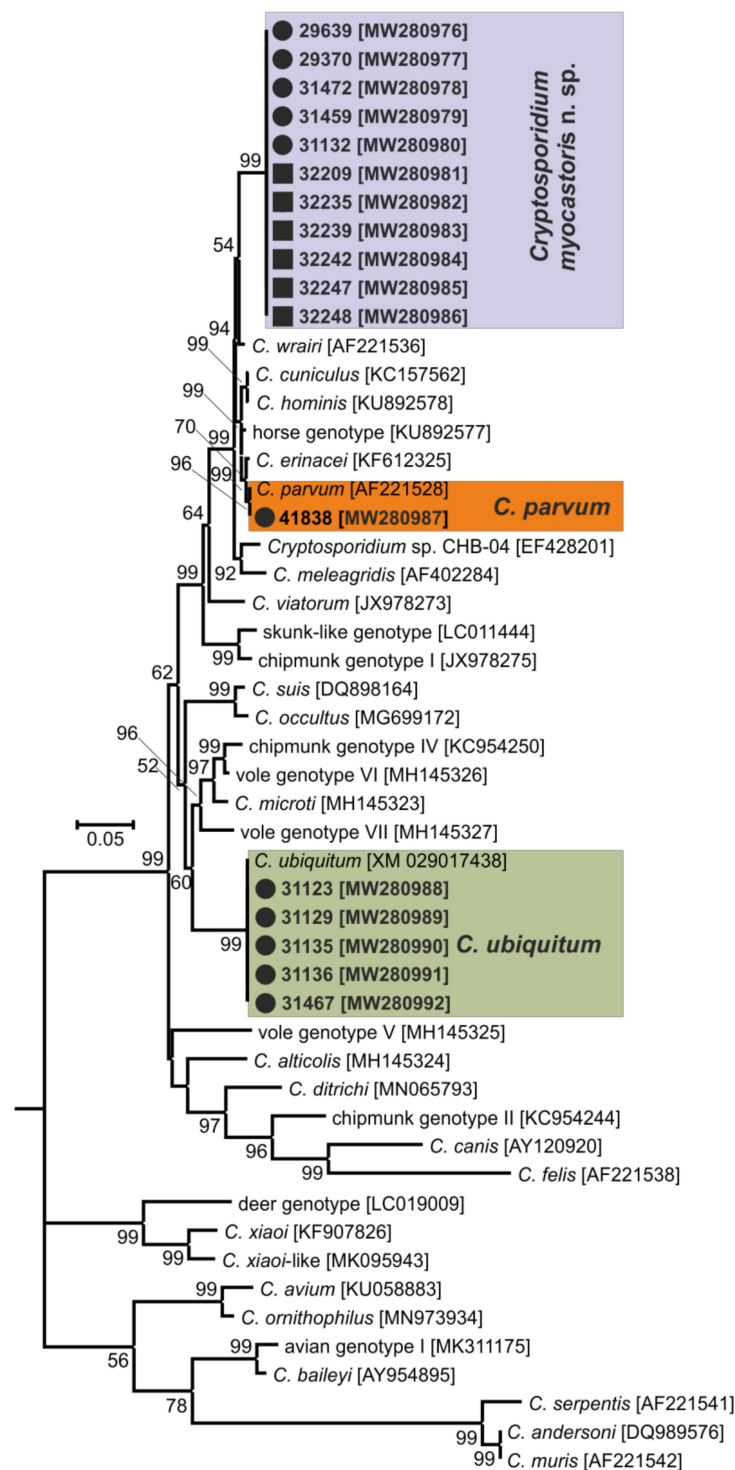 29639 [MW280976]
29370 [MW280977]
31472 [MW280978]
31459 [MW280979]
31132 [MW280980]
32209 [MW280981]
32235 [MW280982]
32239 [MW280983]
32242 [MW280984]
32247 [MW280985]
32248 [MW280986]
Cryptosporidium
myocastoris n. sp.
99
54
94
C. wrairi [AF221536]
99
C. cuniculus [KC157562]
C. hominis [KU892578]
99
horse genotype [KU892577]
70
99
C. erinacei [KF612325]
96
99
C. parvum [AF221528]
41838 [MW280987]
C. parvum
64
Cryptosporidium sp. CHB-04 [EF428201]
99
92
C. meleagridis [AF402284]
C. viatorum [JX978273]
skunk-like genotype [LC011444]
99
chipmunk genotype I [JX978275]
62
99
C. suis [DQ898164]
C. occultus [MG699172]
96
99
chipmunk genotype IV [KC954250]
52
97
vole genotype VI [MH145326]
C. microti [MH145323]
vole genotype VII [MH145327]
0.05
99
60
C. ubiquitum [XM 029017438]
31123 [MW280988]
31129 [MW280989]
99
31135 [MW280990]
C. ubiquitum
31136 [MW280991]
31467 [MW280992]
vole genotype V [MH145325]
C. alticolis [MH145324]
C. ditrichi [MN065793]
97
chipmunk genotype II [KC954244]
96
C. canis [AY120920]
99
C. felis [AF221538]
deer genotype [LC019009]
99
C. xiaoi [KF907826]
99
C. xiaoi-like [MK095943]
99
C. avium [KU058883]
C. ornithophilus [MN973934]
56
99
avian genotype I [MK311175]
C. baileyi [AY954895]
78
C. serpentis [AF221541]
99
C. andersoni [DQ989576]
99
C. muris [AF221542]